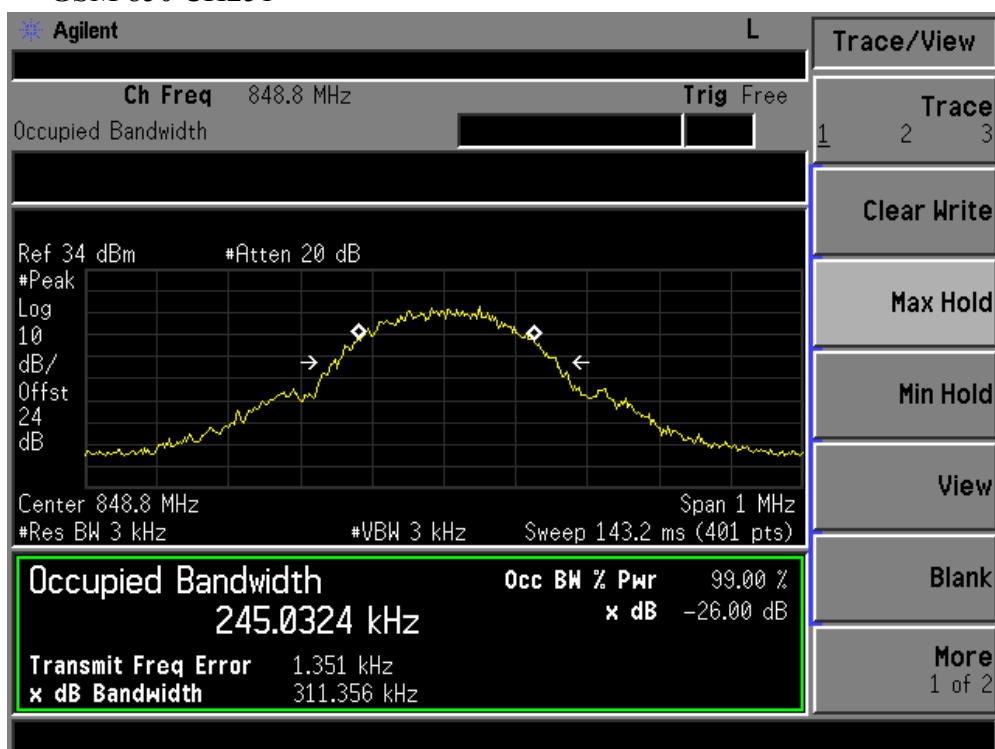 Agilent L
Trace/View
Ch Freq 848.8 MHz Trig Free
Occupied Bandwidth
Trace
1 2 3
Clear Write
Max Hold
Min Hold
View
Blank
More
1 of 2
Ref 34 dBm #Atten 20 dB
#Peak
Log
10
dB/
Offst
24
dB
Center 848.8 MHz Span 1 MHz
#Res BW 3 kHz #VBW 3 kHz Sweep 143.2 ms (401 pts)
Occupied Bandwidth Occ BW % Pwr 99.00 %
245.0324 kHz x dB -26.00 dB
Transmit Freq Error 1.351 kHz
x dB Bandwidth 311.356 kHz